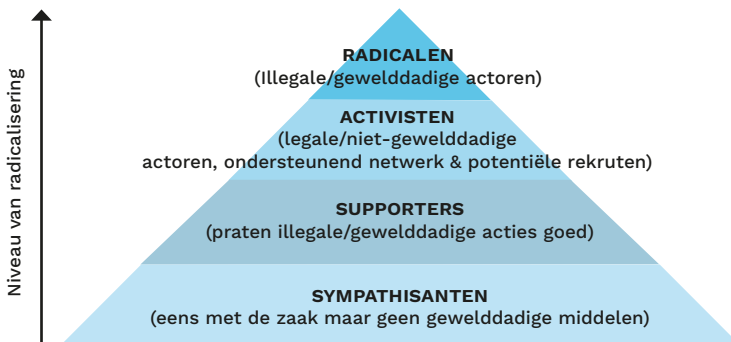 Niveau van radicalisering
RADICALEN
(Illegale/gewelddadige actoren)
ACTIVISTEN
(legale/niet-gewelddadige
actoren, ondersteunend netwerk & potentiële rekruten)
SUPPORTERS
(praten illegale/gewelddadige acties goed)
SYMPATHISANTEN
(eens met de zaak maar geen gewelddadige middelen)